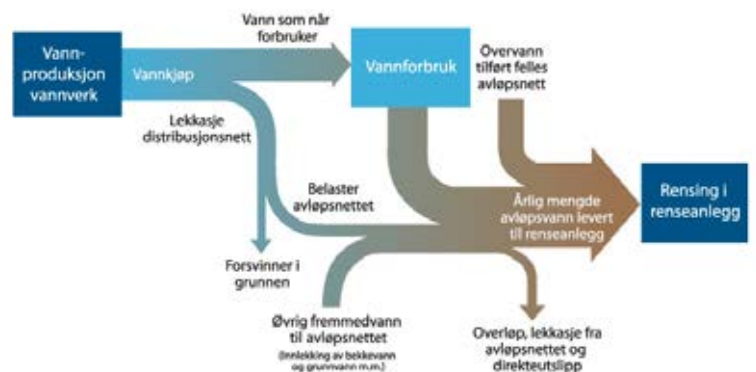 Vann-
produksjon
vannverk
Vannkjøp
Vann som når
forbruker
Vannforbruk
Overvann
tilført felles
avløpsnett
Lekkasje
distribusjonsnett
Belaster
avløpsnettet
Årlig mengde
avløpsvann levert
til renseanlegg
Rensing i
renseanlegg
Forsvinner i
grunnen
Øvrig fremmedvann
til avløpsnettet
(Innlekking av bekkevann
og grunnvann m.m.)
Overløp, lekkasje fra
avløpsnettet og
direkteutslipp